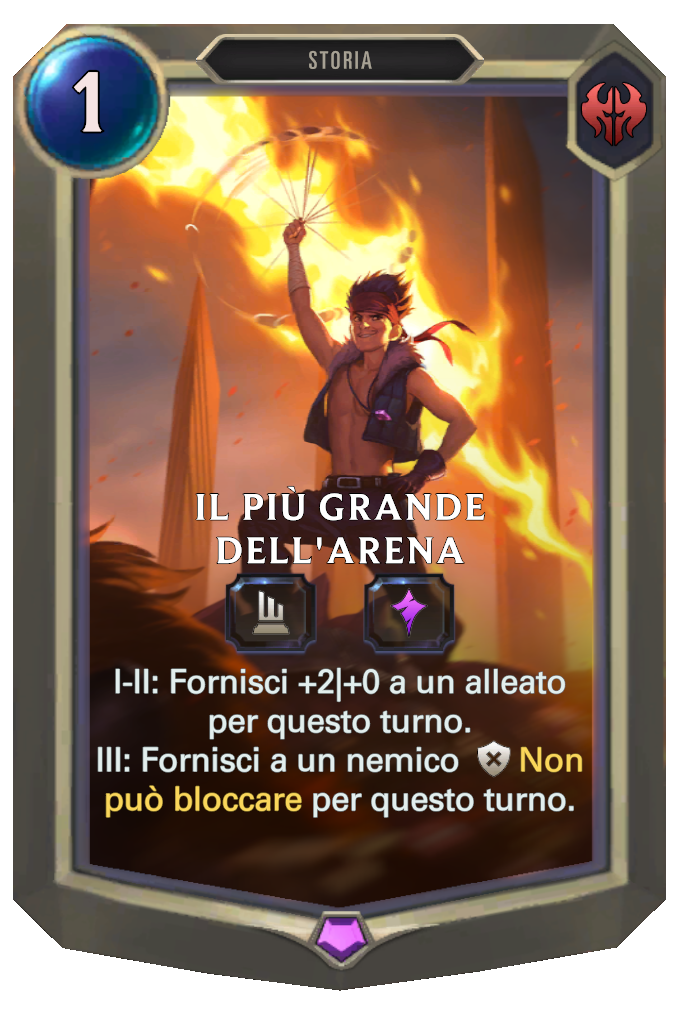 1
STORIA
IL PIÙ GRANDE
DELL'ARENA
I-II: Fornisci +2|+0 a un alleato
per questo turno.
III: Fornisci a un nemico Non
può bloccare per questo turno.